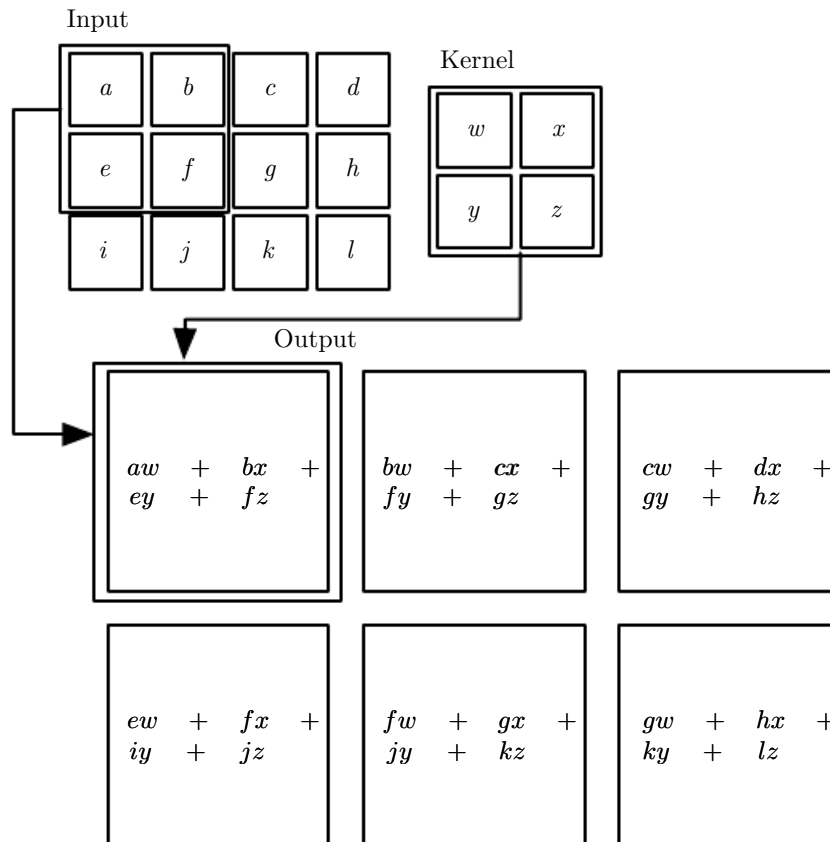 Input
Kernel
a b c d
w x
e f g h
y z
i j k l
Output
aw + bx +
ey + fz
bw + cx +
fy + gz
cw + dx +
gy + hz
ew + fx +
iy + jz
fw + gx +
jy + kz
gw + hx +
ky + lz